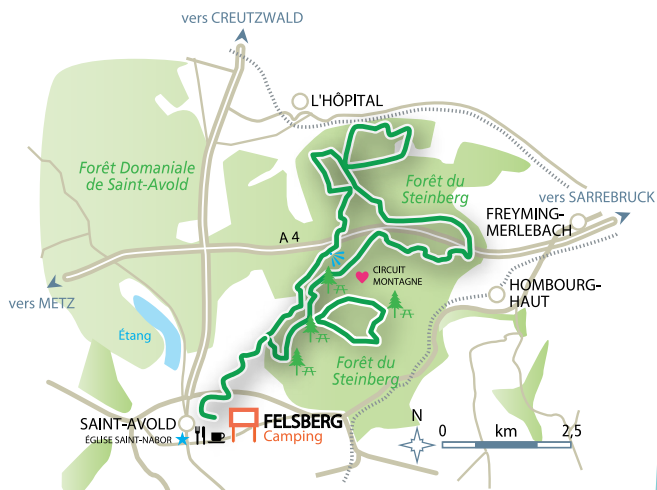 vers CREUTZWALD
L'HÔPITAL
Forêt Domaniale
de Saint-Avold
Forêt du
Steinberg
vers SARREBRUCK
FREYMING-
MERLEBACH
A 4
CIRCUIT
MONTAGNE
HOMBOURG-
HAUT
vers METZ
Étang
Forêt du
Steinberg
SAINT-AVOLD
ÉGLISE SAINT-NABOR
FELSBERG
Camping
N
0 km 2,5